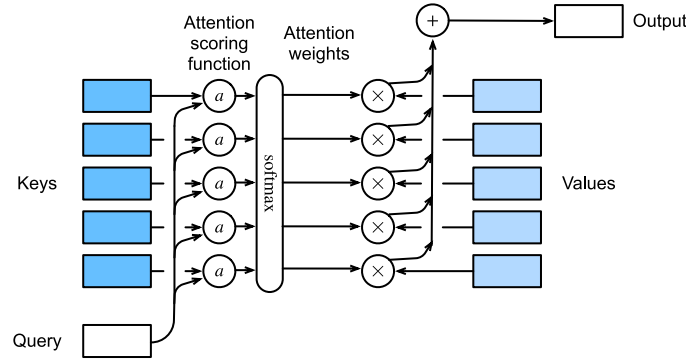 Attention
scoring
function
Attention
weights
+
Output
a
×
a
×
Keys
a
softmax
×
Values
a
×
a
×
Query